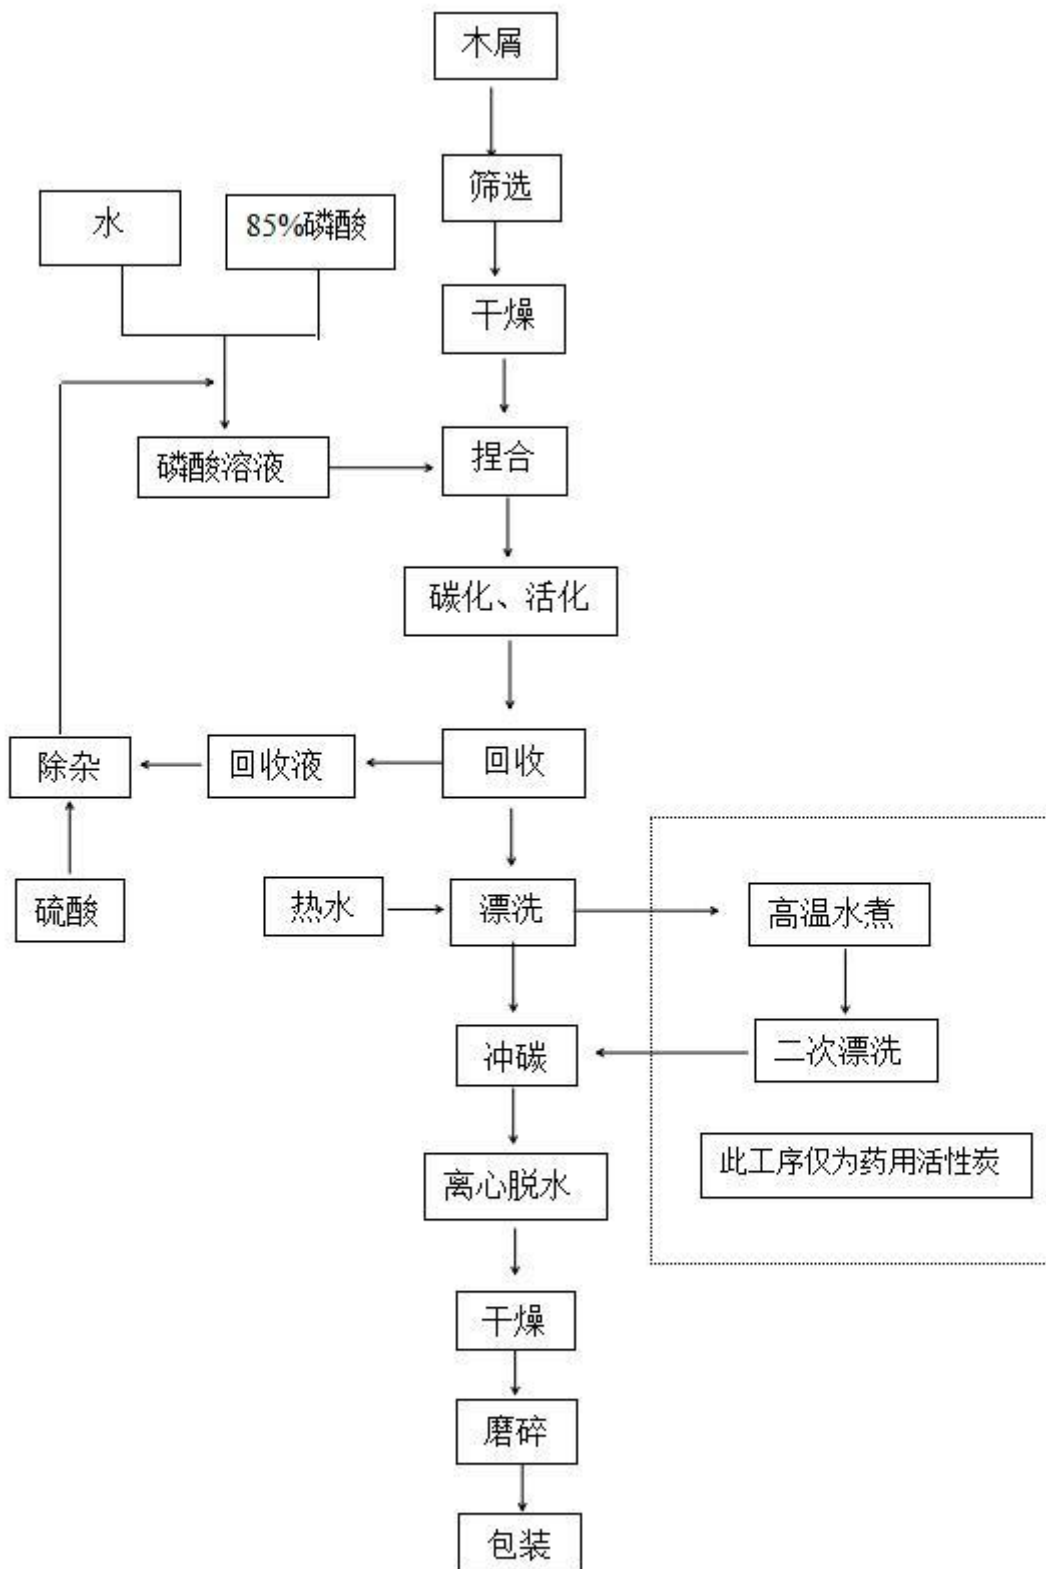 木屑
筛选
水
85%磷酸
干燥
磷酸溶液
捏合
碳化、活化
除杂
回收液
回收
硫酸
热水
漂洗
高温水煮
冲碳
二次漂洗
此工序仅为药用活性炭
离心脱水
干燥
磨碎
包装